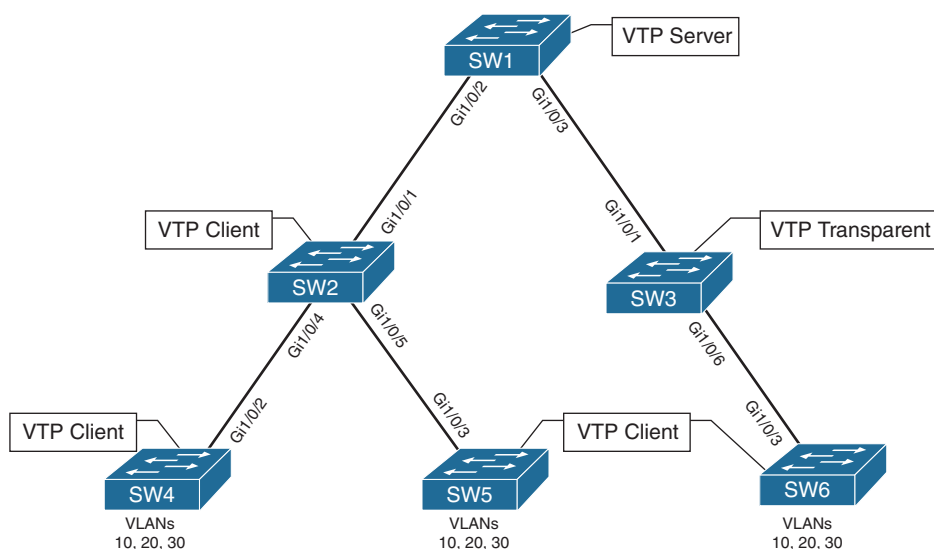 VTP Server
SW1
Gi1/0/2
Gi1/0/3
VTP Client
Gi1/0/1
Gi1/0/1
VTP Transparent
SW2
SW3
Gi1/0/4
Gi1/0/5
Gi1/0/6
VTP Client
Gi1/0/2
Gi1/0/3
VTP Client
Gi1/0/3
SW4
SW5
SW6
VLANs
10, 20, 30
VLANs
10, 20, 30
VLANs
10, 20, 30